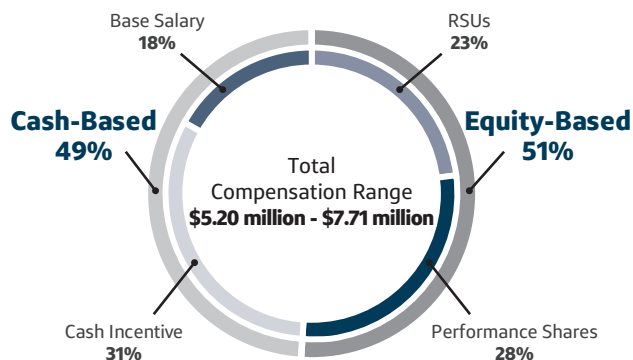 Base Salary
18%
RSUs
23%
Cash-Based
49%
Equity-Based
51%
Total
Compensation Range
$5.20 million - $7.71 million
Cash Incentive
31%
Performance Shares
28%